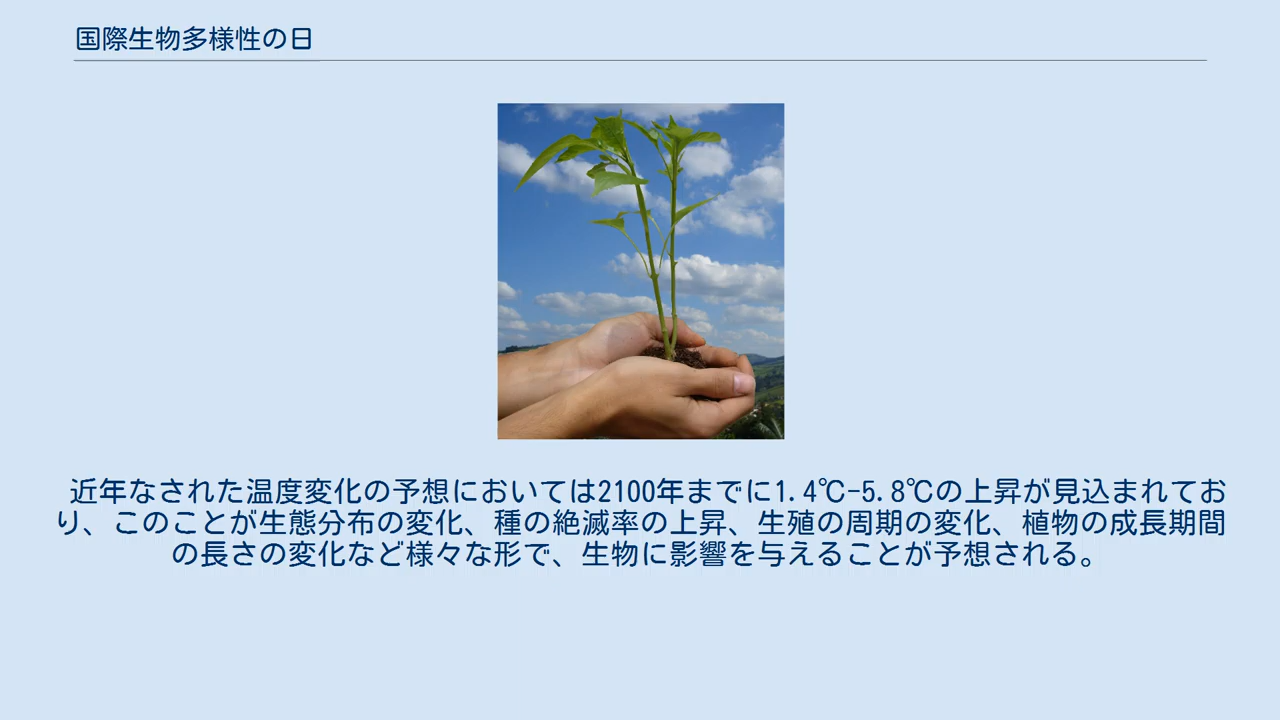 国際生物多様性の日
近年なされた温度変化の予想においては2100年までに1.4℃-5.8℃の上昇が見込まれてお
り、このことが生態分布の変化、種の絶滅率の上昇、生殖の周期の変化、植物の成長期間
の長さの変化など様々な形で、生物に影響を与えることが予想される。